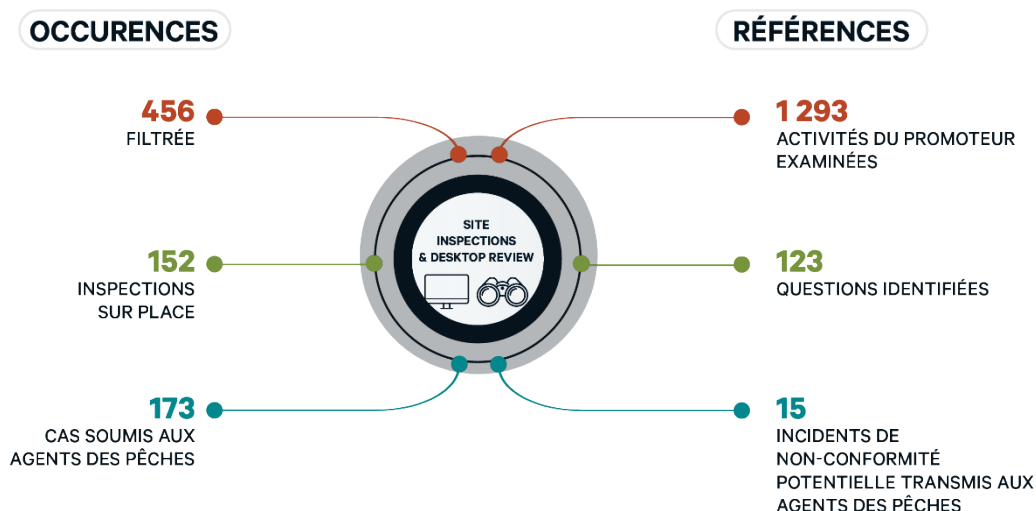 OCCURENCES
456
FILTRÉE
152
INSPECTIONS
SUR PLACE
173
CAS SOUMIS AUX
AGENTS DES PÊCHES
SITE
INSPECTIONS
& DESKTOP REVIEW
RÉFÉRENCES
1 293
ACTIVITÉS DU PROMOTEUR
EXAMINÉES
123
QUESTIONS IDENTIFIÉES
15
INCIDENTS DE
NON-CONFORMITÉ
POTENTIELLE TRANSMIS AUX
AGENTS DES PÊCHES